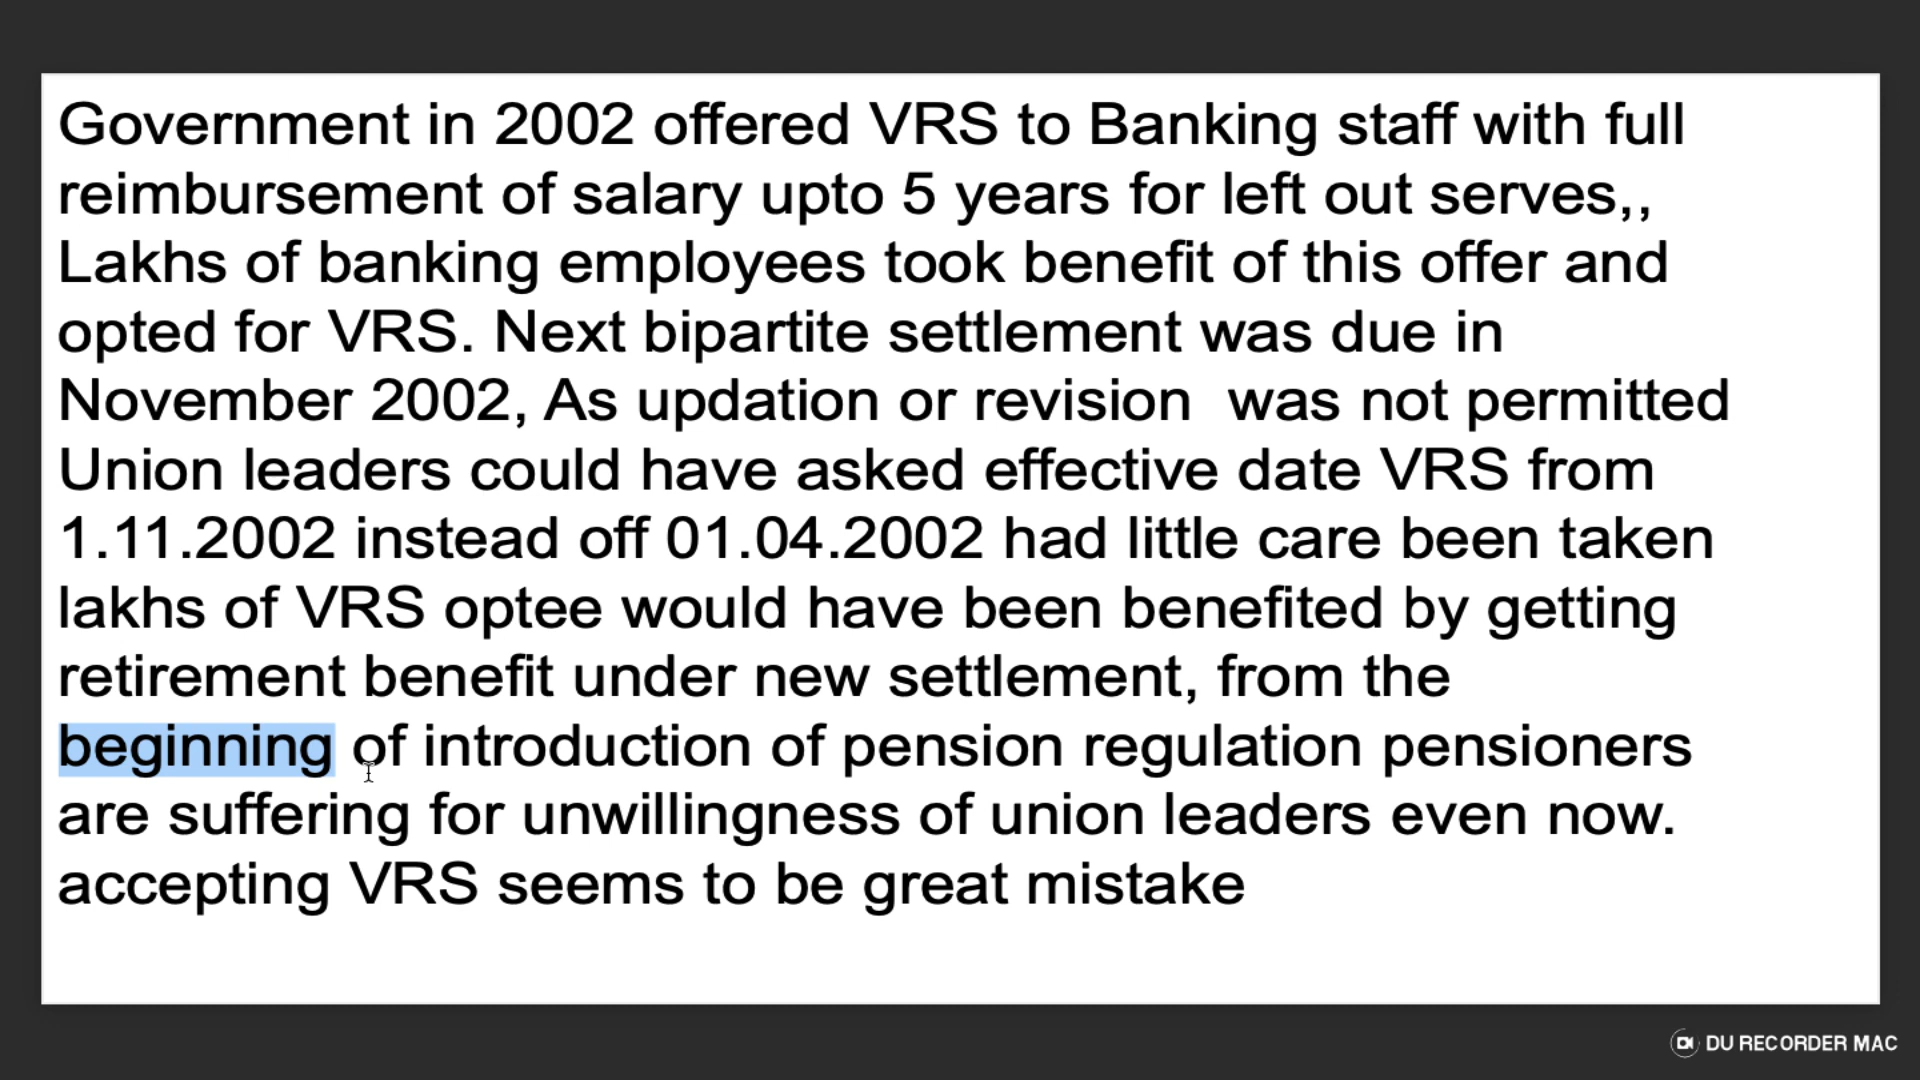 Government in 2002 offered VRS to Banking staff with full
reimbursement of salary upto 5 years for left out serves,,
Lakhs of banking employees took benefit of this offer and
opted for VRS. Next bipartite settlement was due in
November 2002, As updation or revision  was not permitted
Union leaders could have asked effective date VRS from
1.11.2002 instead off 01.04.2002 had little care been taken
lakhs of VRS optee would have been benefited by getting
retirement benefit under new settlement, from the
beginning of introduction of pension regulation pensioners
are suffering for unwillingness of union leaders even now.
accepting VRS seems to be great mistake
DU RECORDER MAC